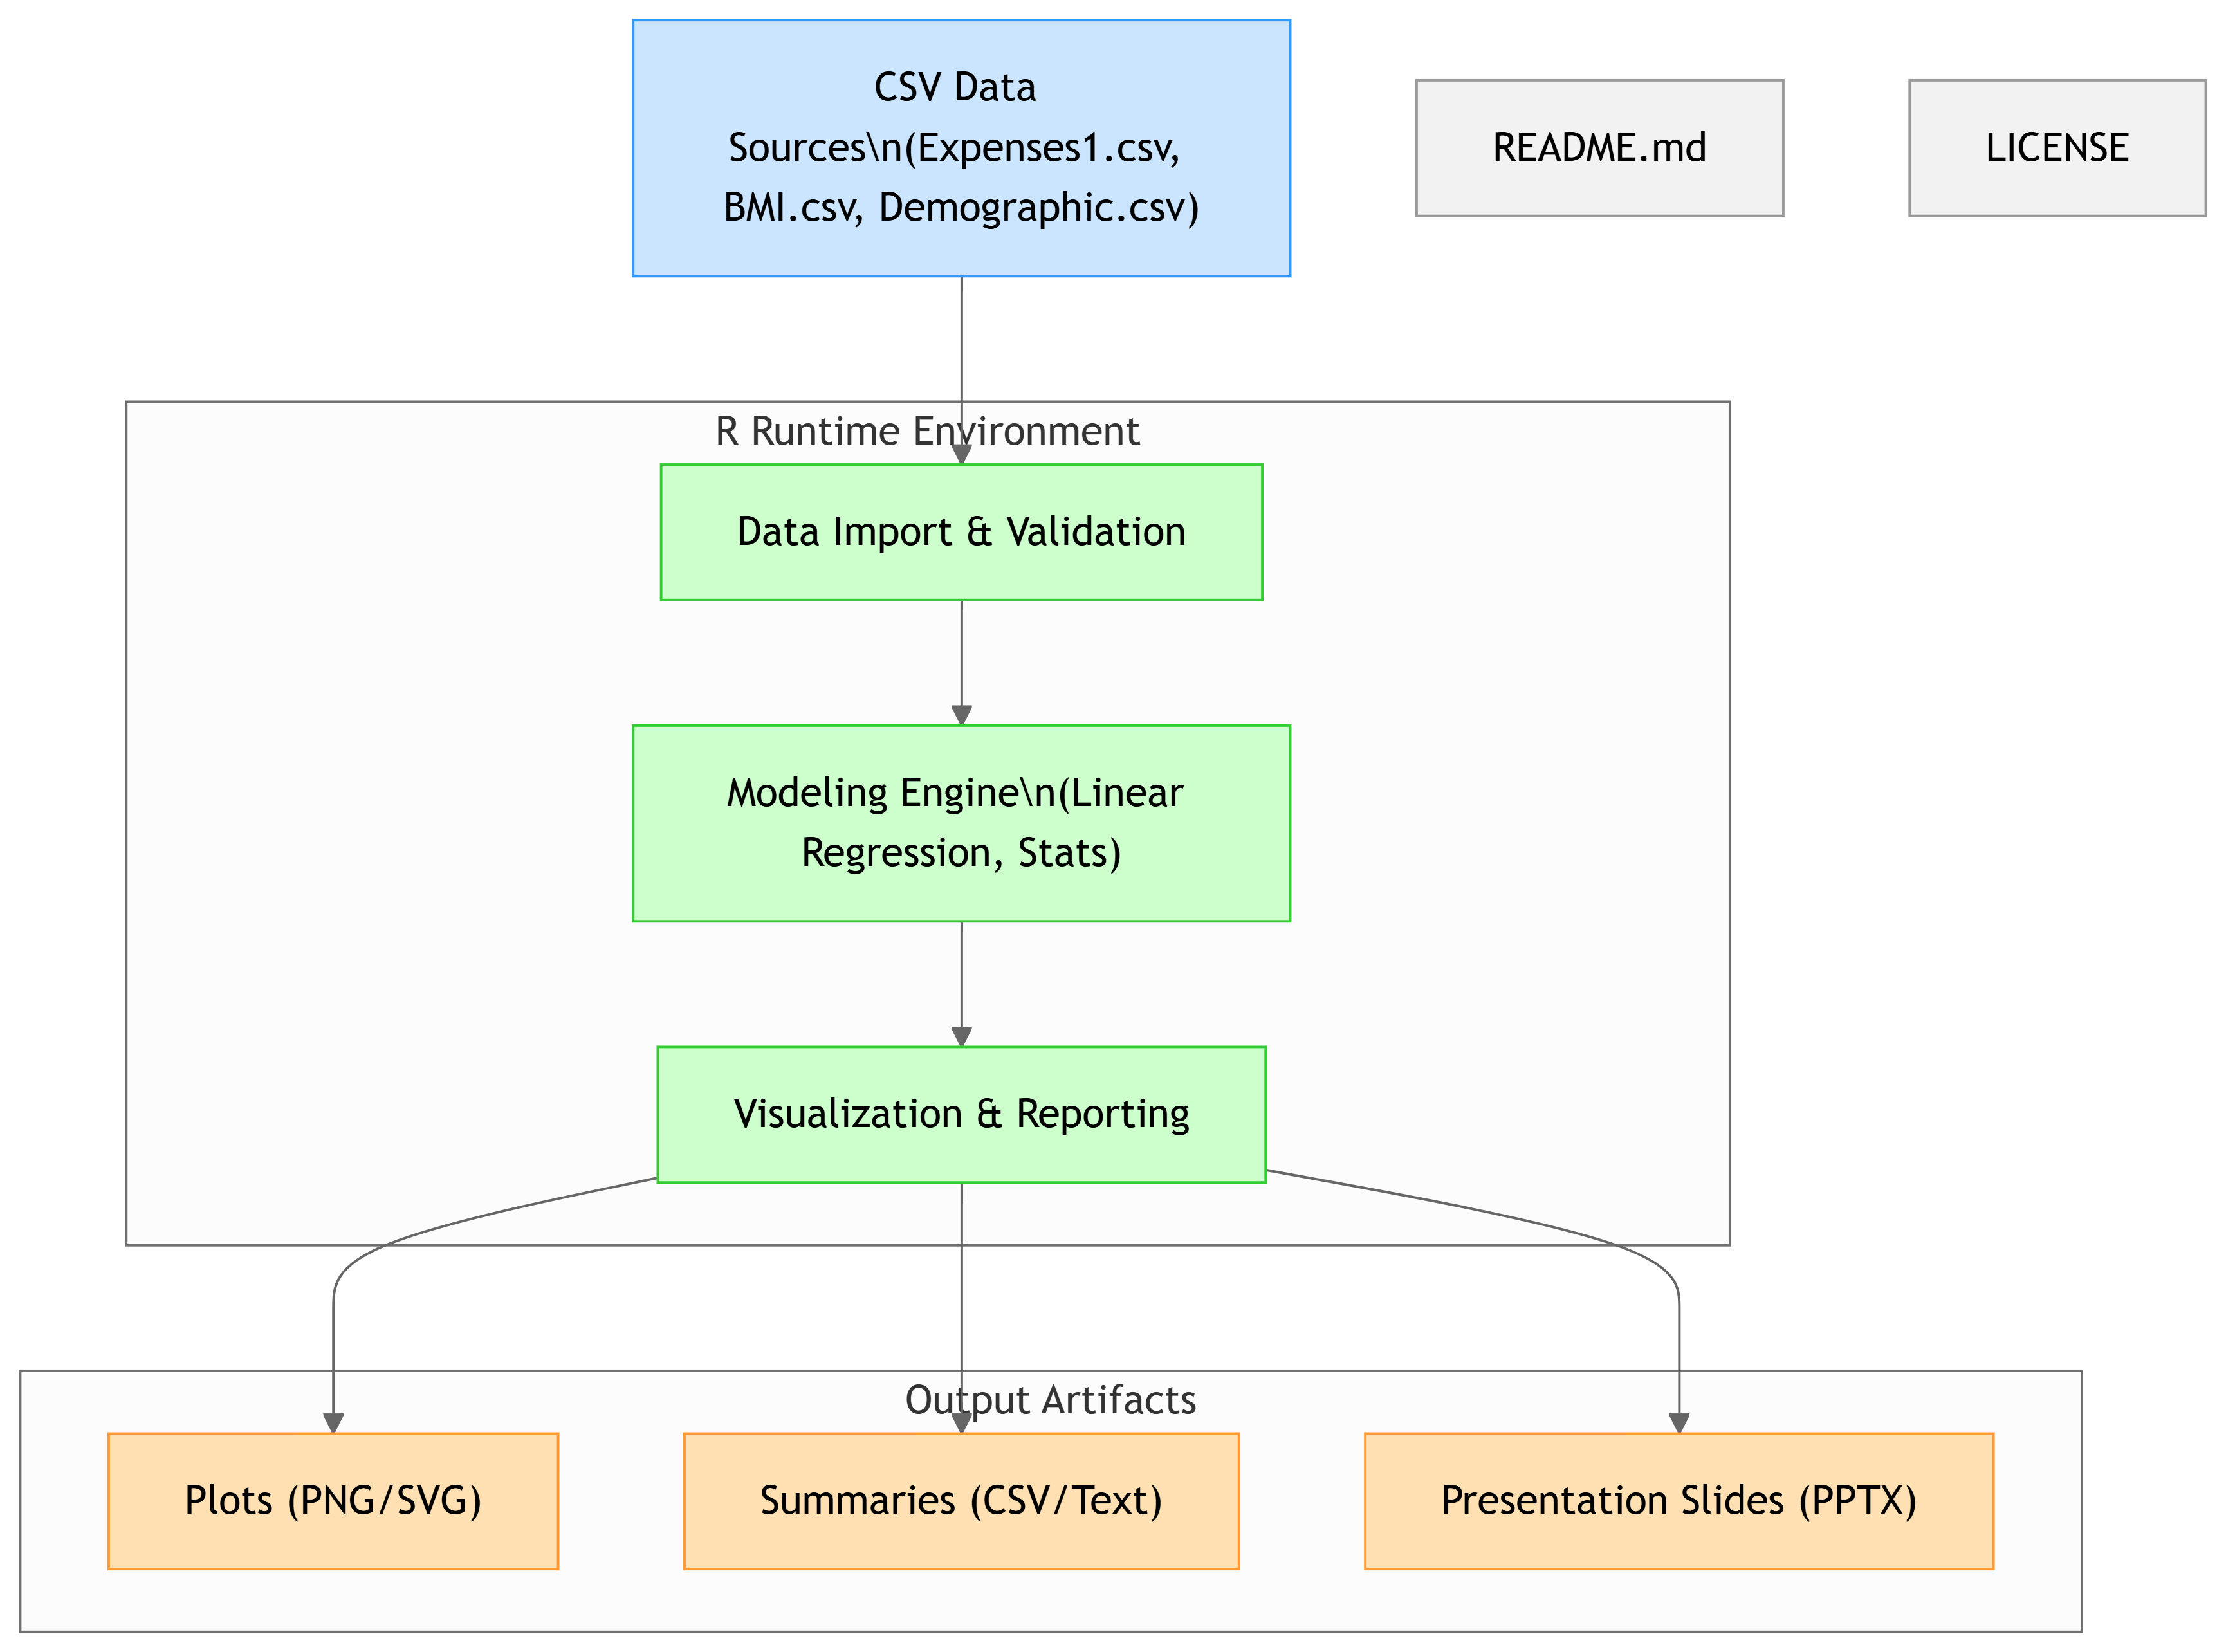 CSV Data
Sources\n(Expenses1.csv,
BMI.csv, Demographic.csv)
README.md
LICENSE
R Runtime Environment
Data Import & Validation
Modeling Engine\n(Linear
Regression, Stats)
Visualization & Reporting
Output Artifacts
Plots (PNG/SVG)
Summaries (CSV/Text)
Presentation Slides (PPTX)